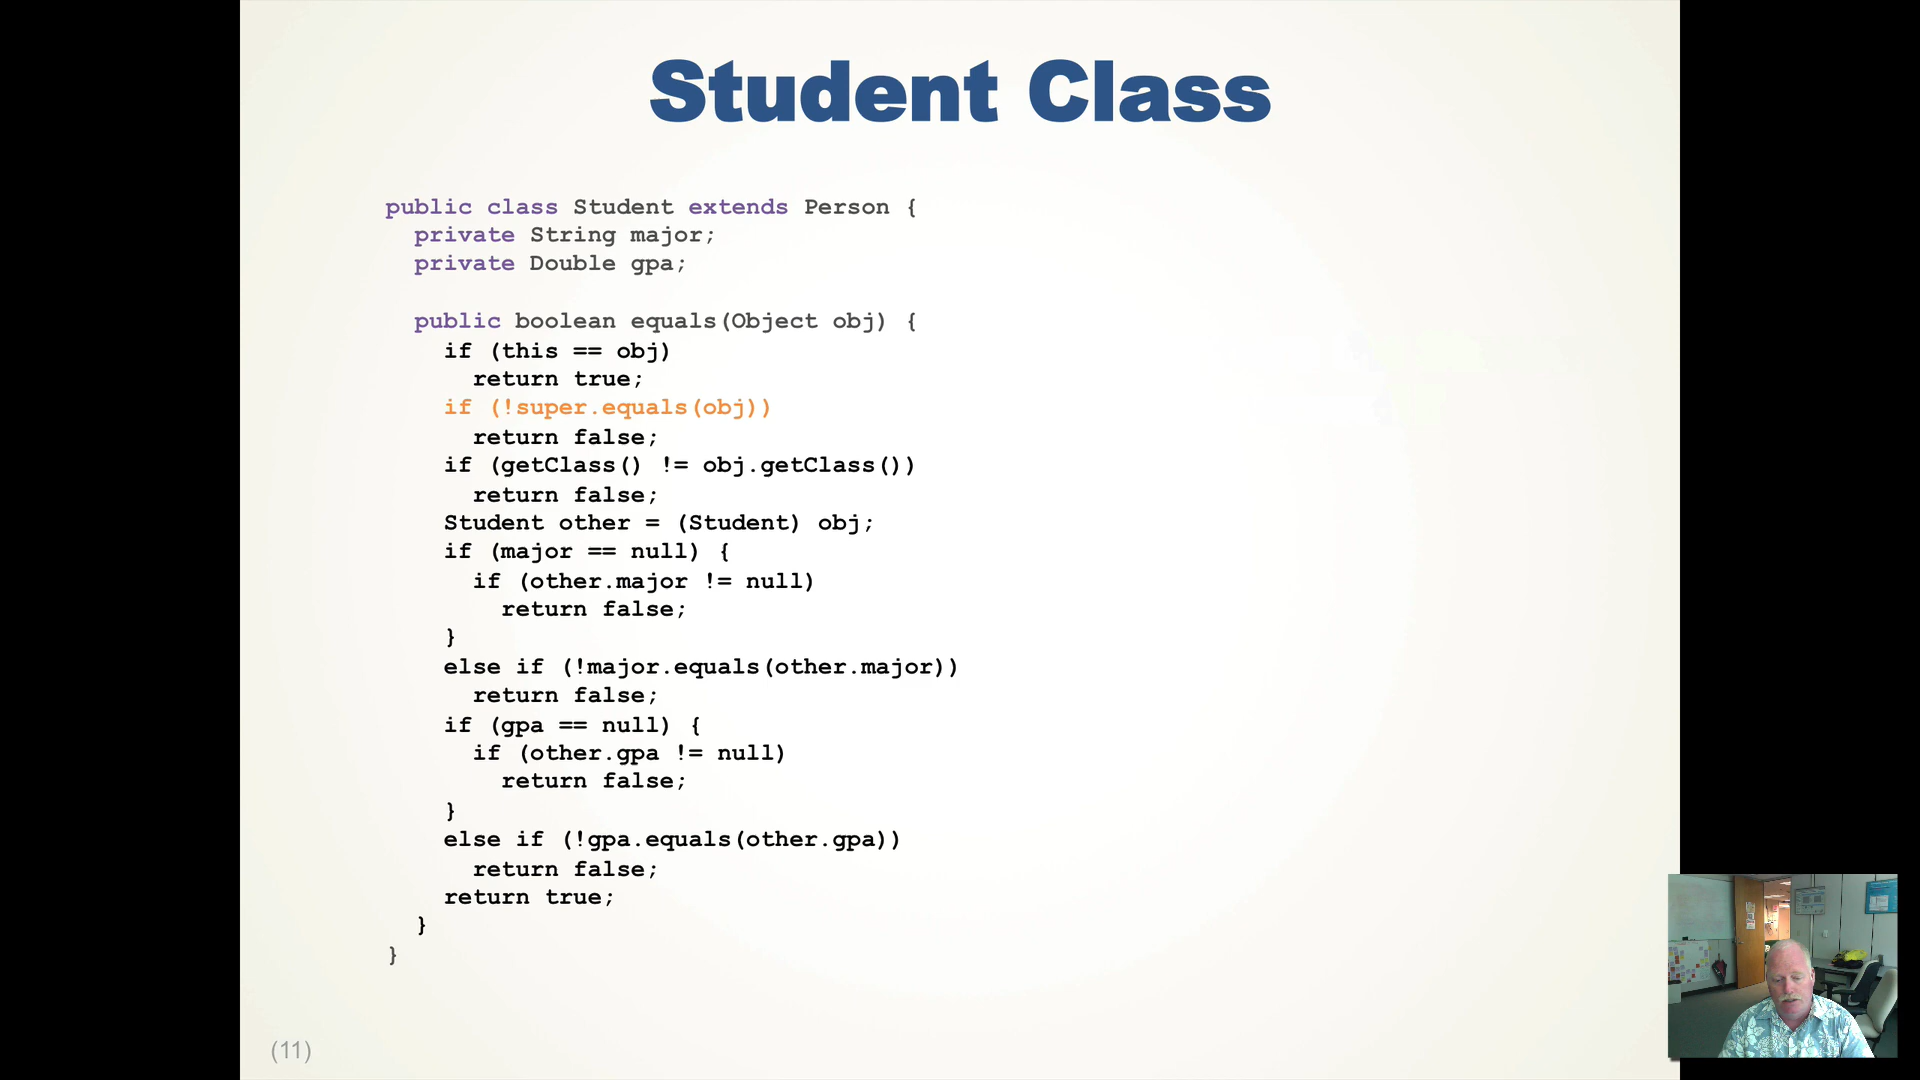 Student Class
public class Student extends Person {
  private String major;
  private Double gpa;
  public boolean equals(Object obj) {
    if (this == obj)
      return true;
    if (!super.equals(obj))
      return false;
    if (getClass() != obj.getClass())
      return false;
    Student other = (Student) obj;
    if (major == null) {
      if (other.major != null)
        return false;
    }
    else if (!major.equals(other.major))
      return false;
    if (gpa == null) {
      if (other.gpa != null)
        return false;
    }
    else if (!gpa.equals(other.gpa))
      return false;
    return true;
  }
}
(11)